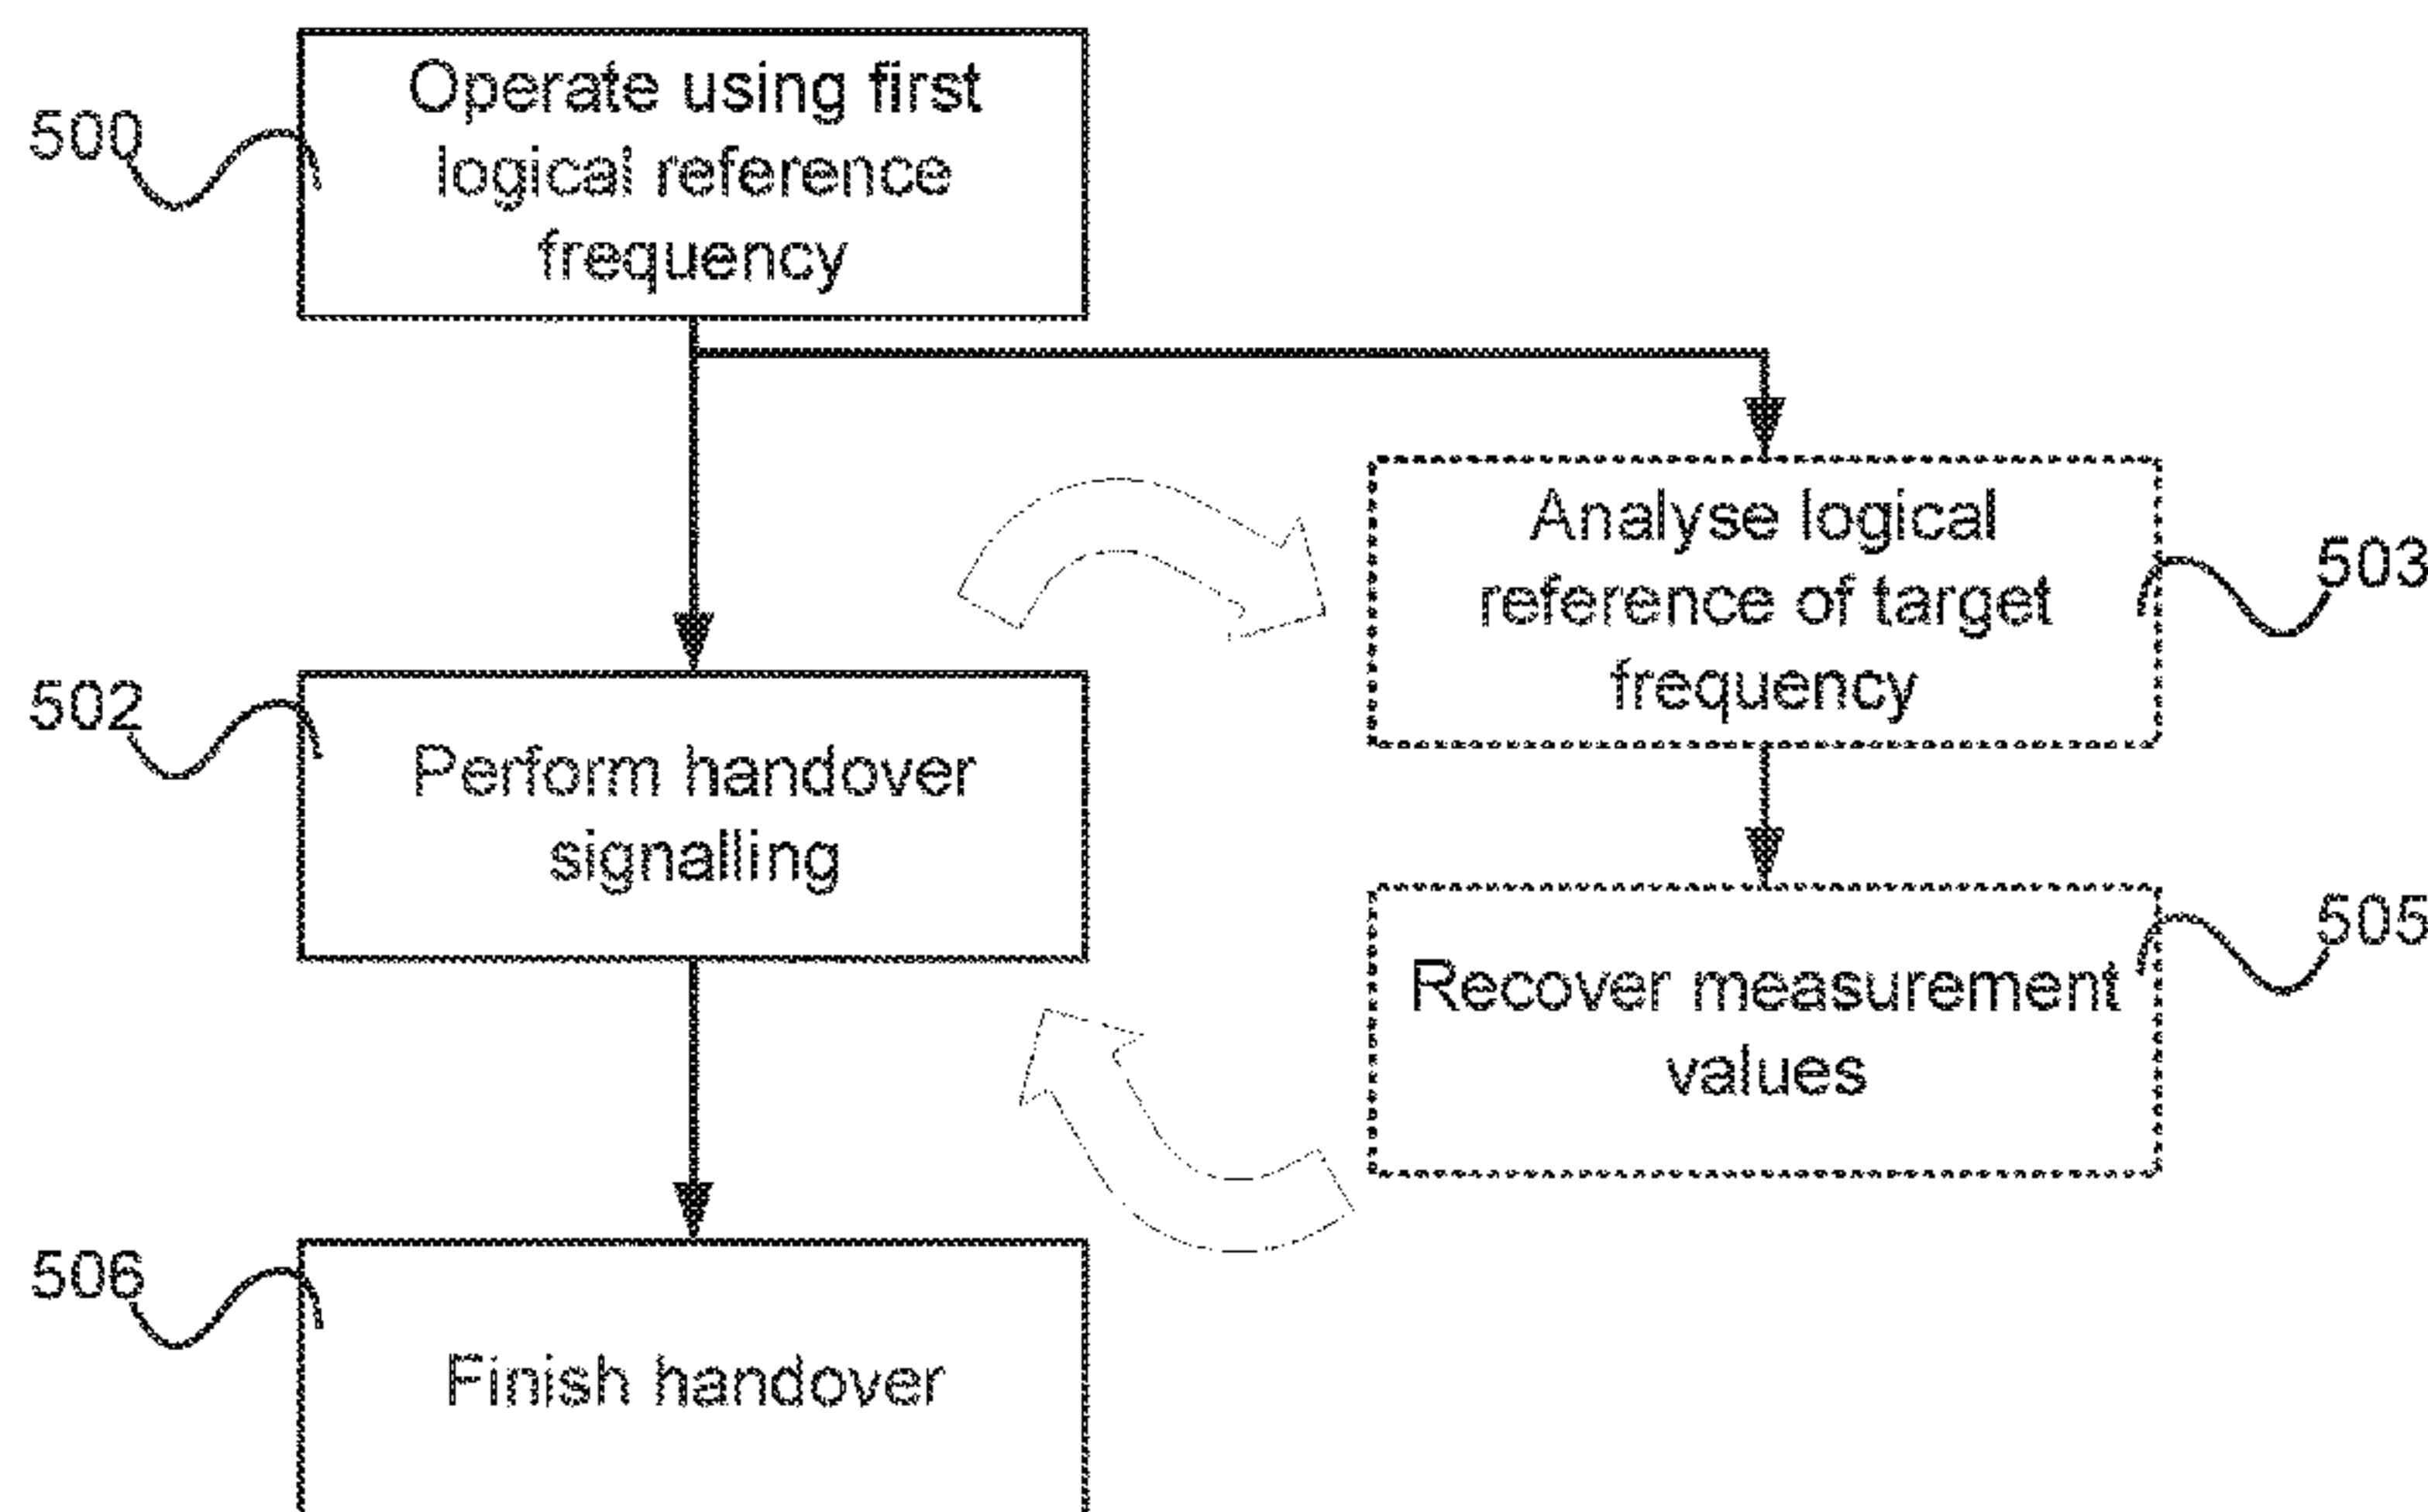 500
Operate using first
logical reference
frequency
503
Analyse logical
reference of target
frequency
502
Perform handover
signalling
505
Recover measurement
values
506
Finish handover